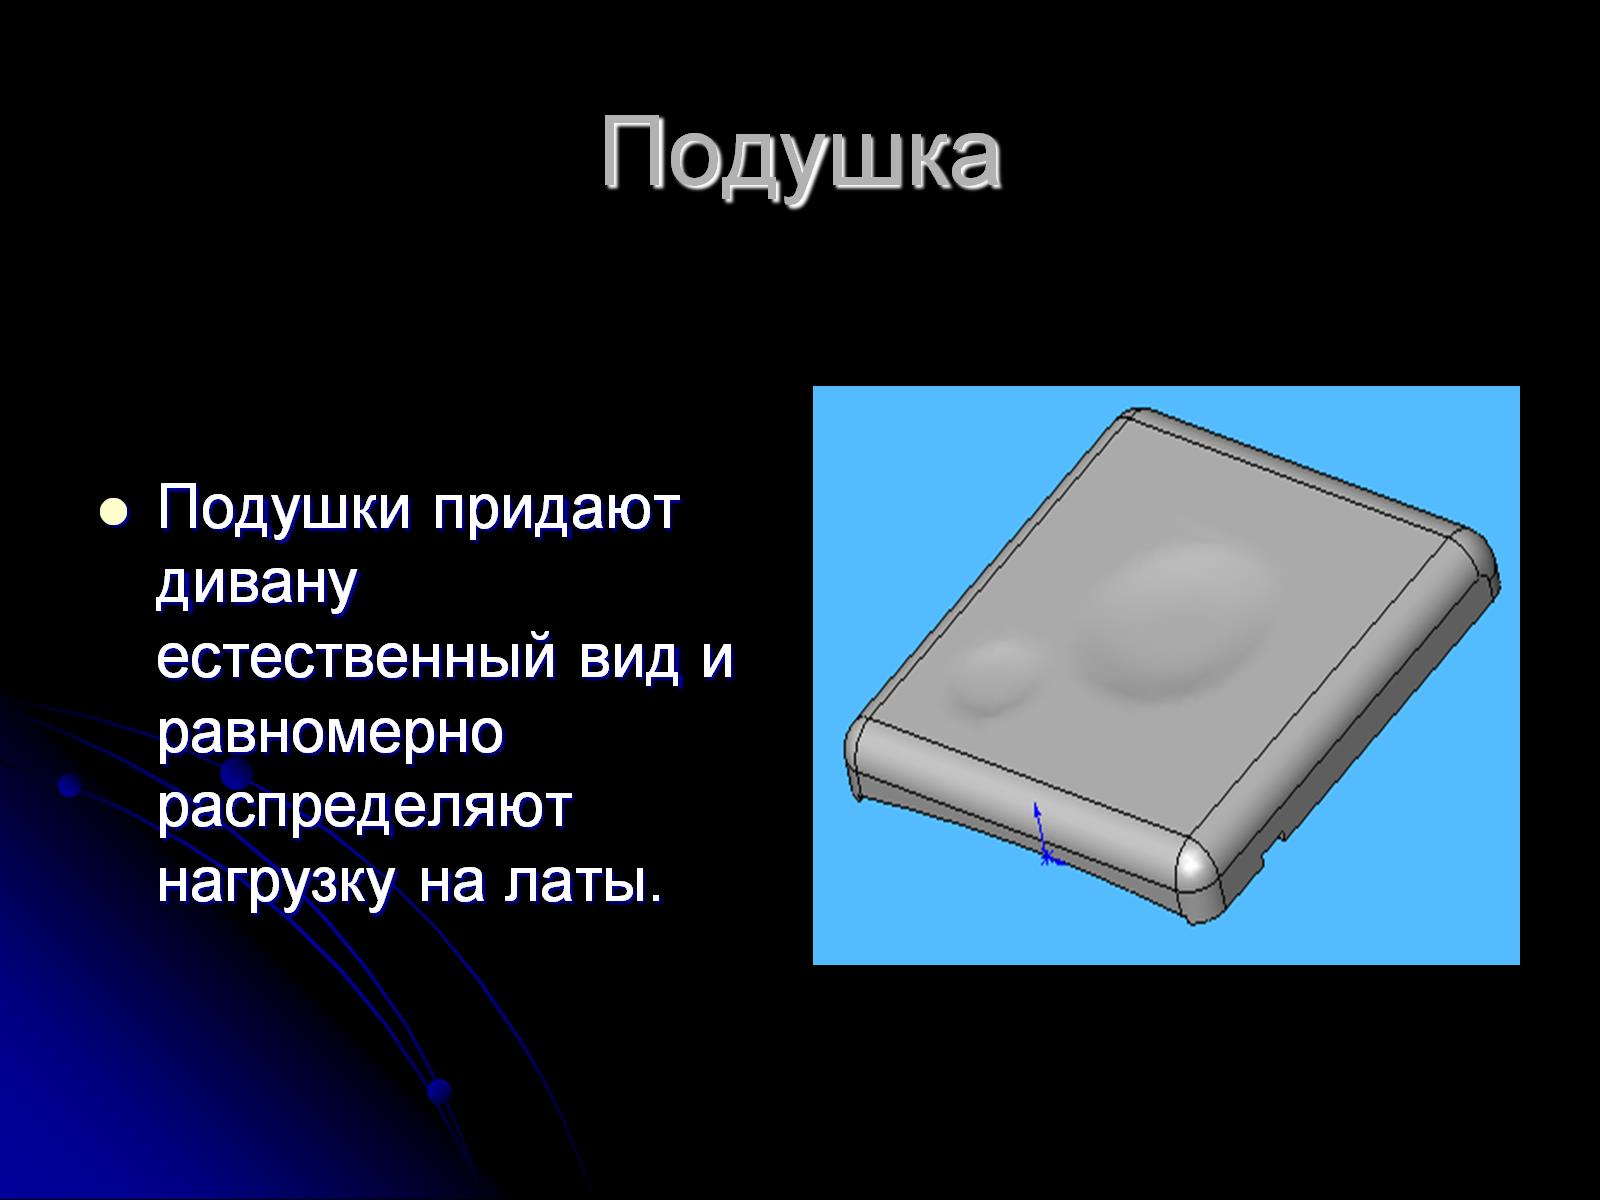 Подушка
Подушки придают
дивану
естественный вид и
равномерно
распределяют
нагрузку на латы.